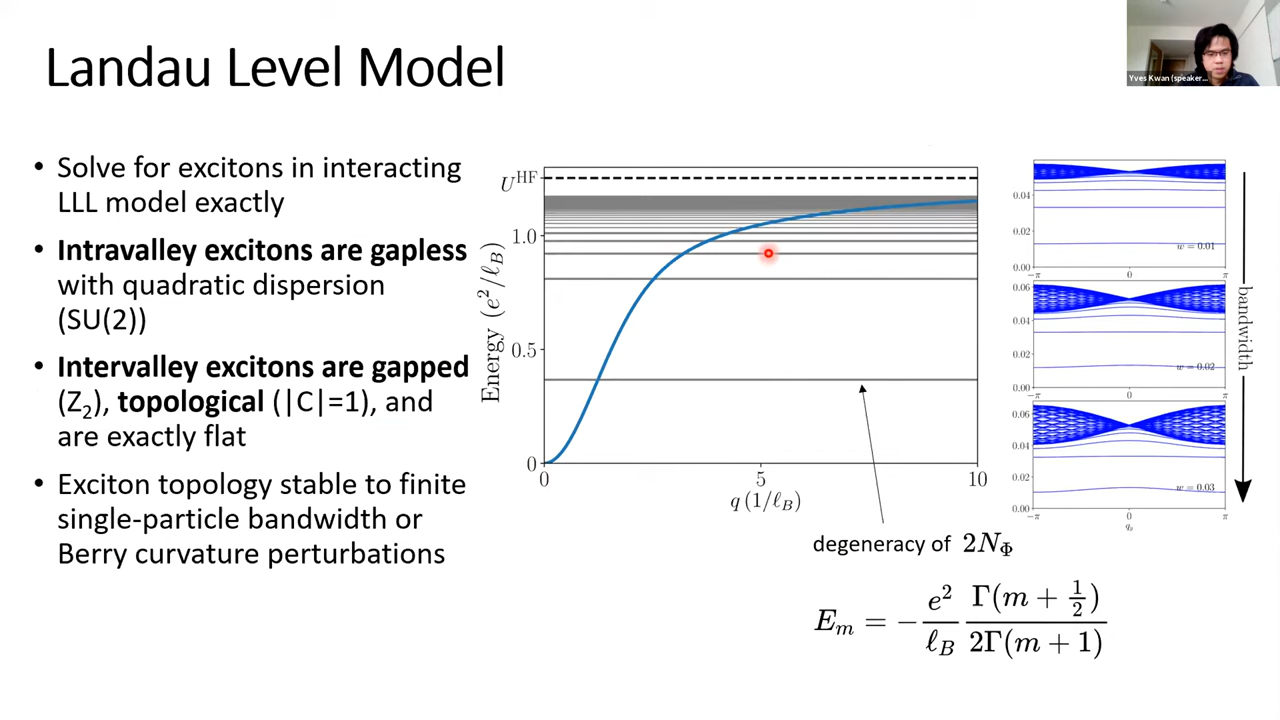 Landau Level Model
Yves Kwan (speaker...
• Solve for excitons in interacting
LLL model exactly
• Intravalley excitons are gapless
with quadratic dispersion
(SU(2))
• Intervalley excitons are gapped
(Z₂), topological (|C|=1), and
are exactly flat
• Exciton topology stable to finite
single-particle bandwidth or
Berry curvature perturbations
U^HF
1.0
0.5
0
Energy (e²/ℓ_B)
0 5 10
q (1/ℓ_B)
degeneracy of 2N_Φ
E_m = − e²/ℓ_B Γ(m + 1/2) / 2Γ(m + 1)
0.04
0.02
0.00
w = 0.01
−π 0 π
0.06
0.04
0.02
0.00
w = 0.02
−π 0 π
0.06
0.04
0.02
0.00
w = 0.03
−π 0 π
bandwidth